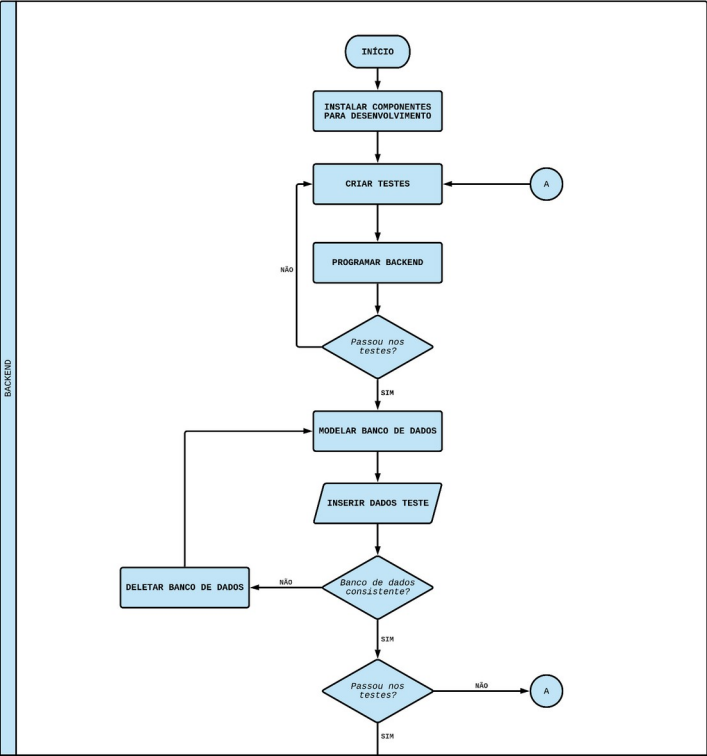 BACKEND
INÍCIO
INSTALAR COMPONENTES
PARA DESENVOLVIMENTO
CRIAR TESTES
A
PROGRAMAR BACKEND
NÃO
Passou nos
testes?
SIM
MODELAR BANCO DE DADOS
INSERIR DADOS TESTE
Banco de dados
consistente?
NÃO
DELETAR BANCO DE DADOS
SIM
Passou nos
testes?
NÃO
A
SIM